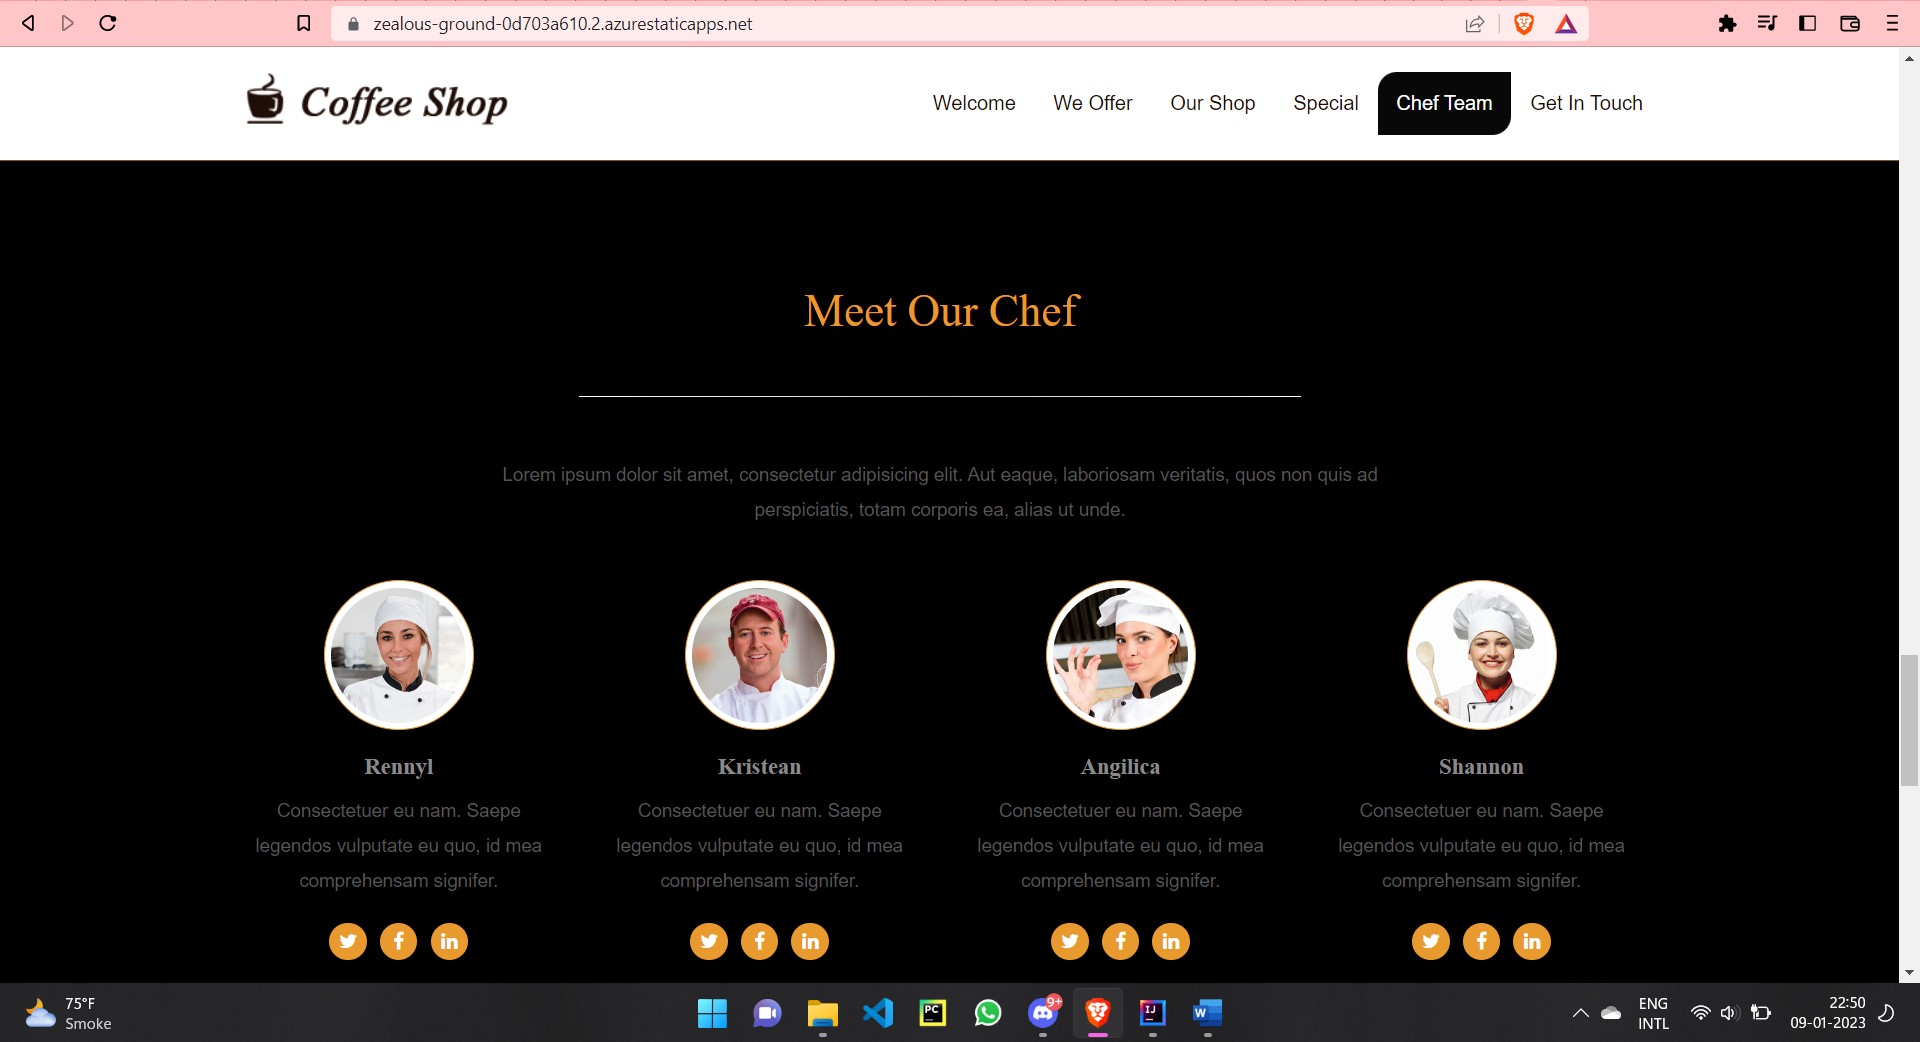 zealous-ground-0d703a610.2.azurestaticapps.net
Coffee Shop
Welcome
We Offer
Our Shop
Special
Chef Team
Get In Touch
Meet Our Chef
Lorem ipsum dolor sit amet, consectetur adipisicing elit. Aut eaque, laboriosam veritatis, quos non quis ad
perspiciatis, totam corporis ea, alias ut unde.
Rennyl
Consectetuer eu nam. Saepe
legendos vulputate eu quo, id mea
comprehensam signifer.
Kristean
Consectetuer eu nam. Saepe
legendos vulputate eu quo, id mea
comprehensam signifer.
Angilica
Consectetuer eu nam. Saepe
legendos vulputate eu quo, id mea
comprehensam signifer.
Shannon
Consectetuer eu nam. Saepe
legendos vulputate eu quo, id mea
comprehensam signifer.
in
in
in
in
75°F
Smoke
PC
9+
IJ
W
ENG
INTL
22:50
09-01-2023